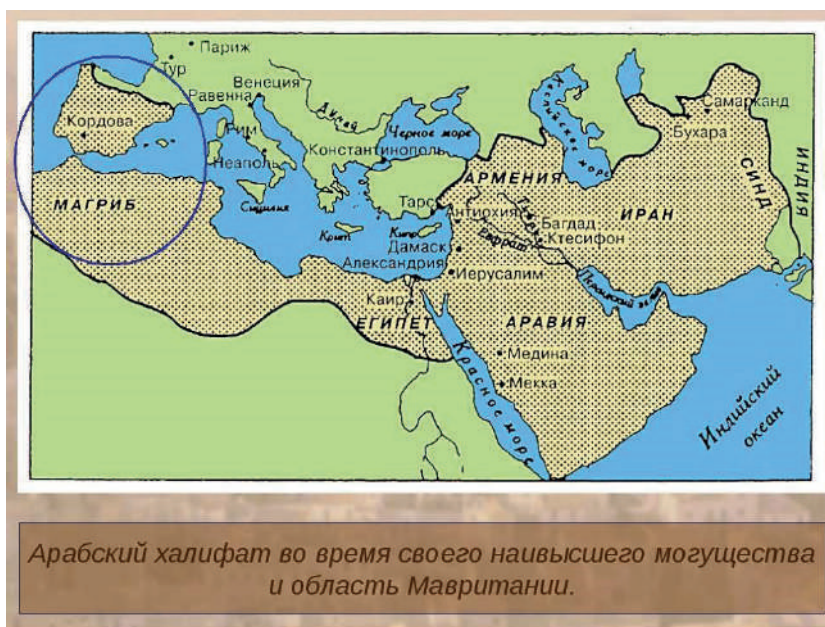 Париж
Тур
Венеция
Равенна
Дунай
Рим
Неаполь
Кордова
МАГРИБ
Сицилия
Крит
Кипр
Черное море
Константинополь
Каспийское море
Самарканд
Бухара
СИНД
ИНДИЯ
АРМЕНИЯ
Тарс
Антиохия
Тигр
Евфрат
Багдад
Ктесифон
ИРАН
Дамаск
Александрия
Иерусалим
Каир
ЕГИПЕТ
АРАВИЯ
Медина
Мекка
Красное море
Индийский
океан
Арабский халифат во время своего наивысшего могущества
и область Мавритании.